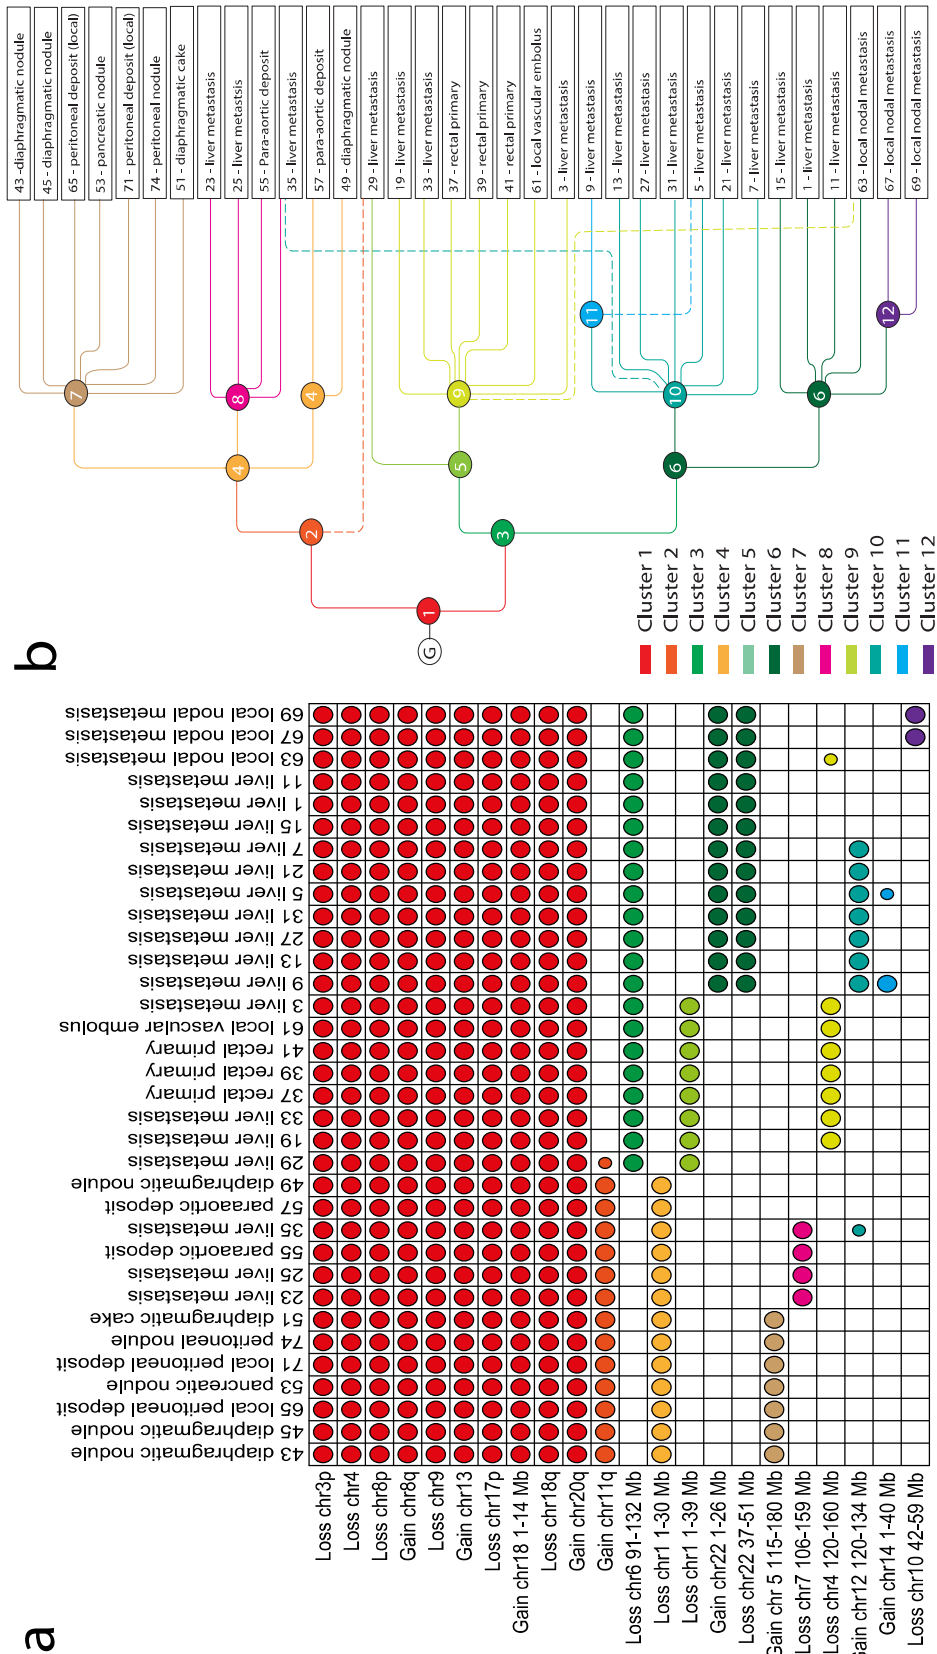 a
69 local nodal metastasis
67 local nodal metastasis
63 local nodal metastasis
11 liver metastasis
1 liver metastasis
15 liver metastasis
7 liver metastasis
21 liver metastasis
5 liver metastasis
31 liver metastasis
27 liver metastasis
13 liver metastasis
9 liver metastasis
3 liver metastasis
61 local vascular embolus
41 rectal primary
39 rectal primary
37 rectal primary
33 liver metastasis
19 liver metastasis
29 liver metastasis
49 diaphragmatic nodule
57 paraaortic deposit
35 liver metastasis
55 paraaortic deposit
25 liver metastasis
23 liver metastasis
51 diaphragmatic cake
74 peritoneal nodule
71 local peritoneal deposit
53 pancreatic nodule
65 local peritoneal deposit
45 diaphragmatic nodule
43 diaphragmatic nodule
Loss chr3p
Loss chr4
Loss chr8p
Gain chr8q
Loss chr9
Gain chr13
Loss chr17p
Gain chr18 1-14 Mb
Loss chr18q
Gain chr20q
Gain chr11q
Loss chr6 91-132 Mb
Loss chr1 1-30 Mb
Loss chr1 1-39 Mb
Gain chr22 1-26 Mb
Loss chr22 37-51 Mb
Gain chr 5 115-180 Mb
Loss chr7 106-159 Mb
Loss chr4 120-160 Mb
Gain chr12 120-134 Mb
Gain chr14 1-40 Mb
Loss chr10 42-59 Mb
b
43 -diaphragmatic nodule
45 - diaphragmatic nodule
65 - peritoneal deposit (local)
53 - pancreatic nodule
71 - peritoneal deposit (local)
74 - peritoneal nodule
51 - diaphragmatic cake
23 - liver metastasis
25 - liver metastsis
55 - Para-aortic deposit
35 - liver metastasis
57 - para-aortic deposit
49 - diaphragmatic nodule
29 - liver metastasis
19 - liver metastasis
33 - liver metastasis
37 - rectal primary
39 - rectal primary
41 - rectal primary
61 - local vascular embolus
3 - liver metastasis
9 - liver metastasis
13 - liver metastasis
27 - liver metastasis
31 - liver metastasis
5 - liver metastasis
21 - liver metastasis
7 - liver metastasis
15 - liver metastasis
1 - liver metastasis
11 - liver metastasis
63 - local nodal metastasis
67 - local nodal metastasis
69 - local nodal metastasis
7
8
4
9
11
10
6
12
4
5
6
2
3
1
G
Cluster 1
Cluster 2
Cluster 3
Cluster 4
Cluster 5
Cluster 6
Cluster 7
Cluster 8
Cluster 9
Cluster 10
Cluster 11
Cluster 12